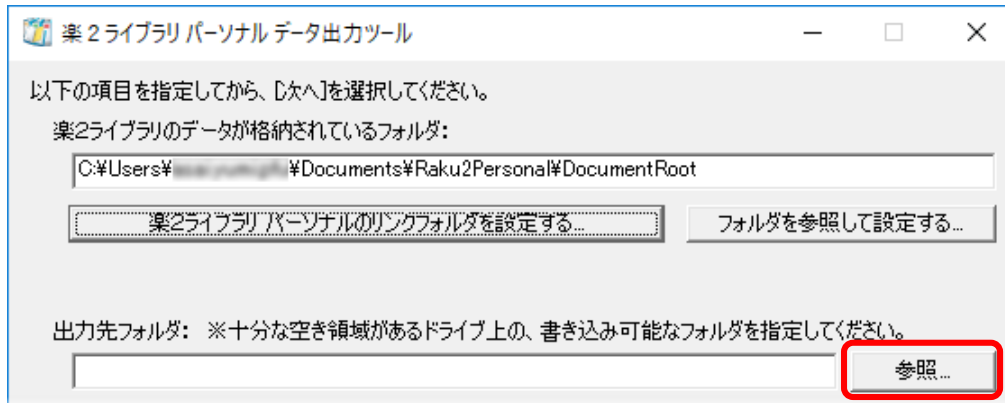 楽２ライブラリ パーソナル データ出力ツール
以下の項目を指定してから、[次へ]を選択してください。
楽2ライブラリのデータが格納されているフォルダ:
C:¥Users¥ ¥Documents¥Raku2Personal¥DocumentRoot
楽2ライブラリ パーソナルのリンクフォルダを設定する... フォルダを参照して設定する...
出力先フォルダ: ※十分な空き領域があるドライブ上の、書き込み可能なフォルダを指定してください。
参照...